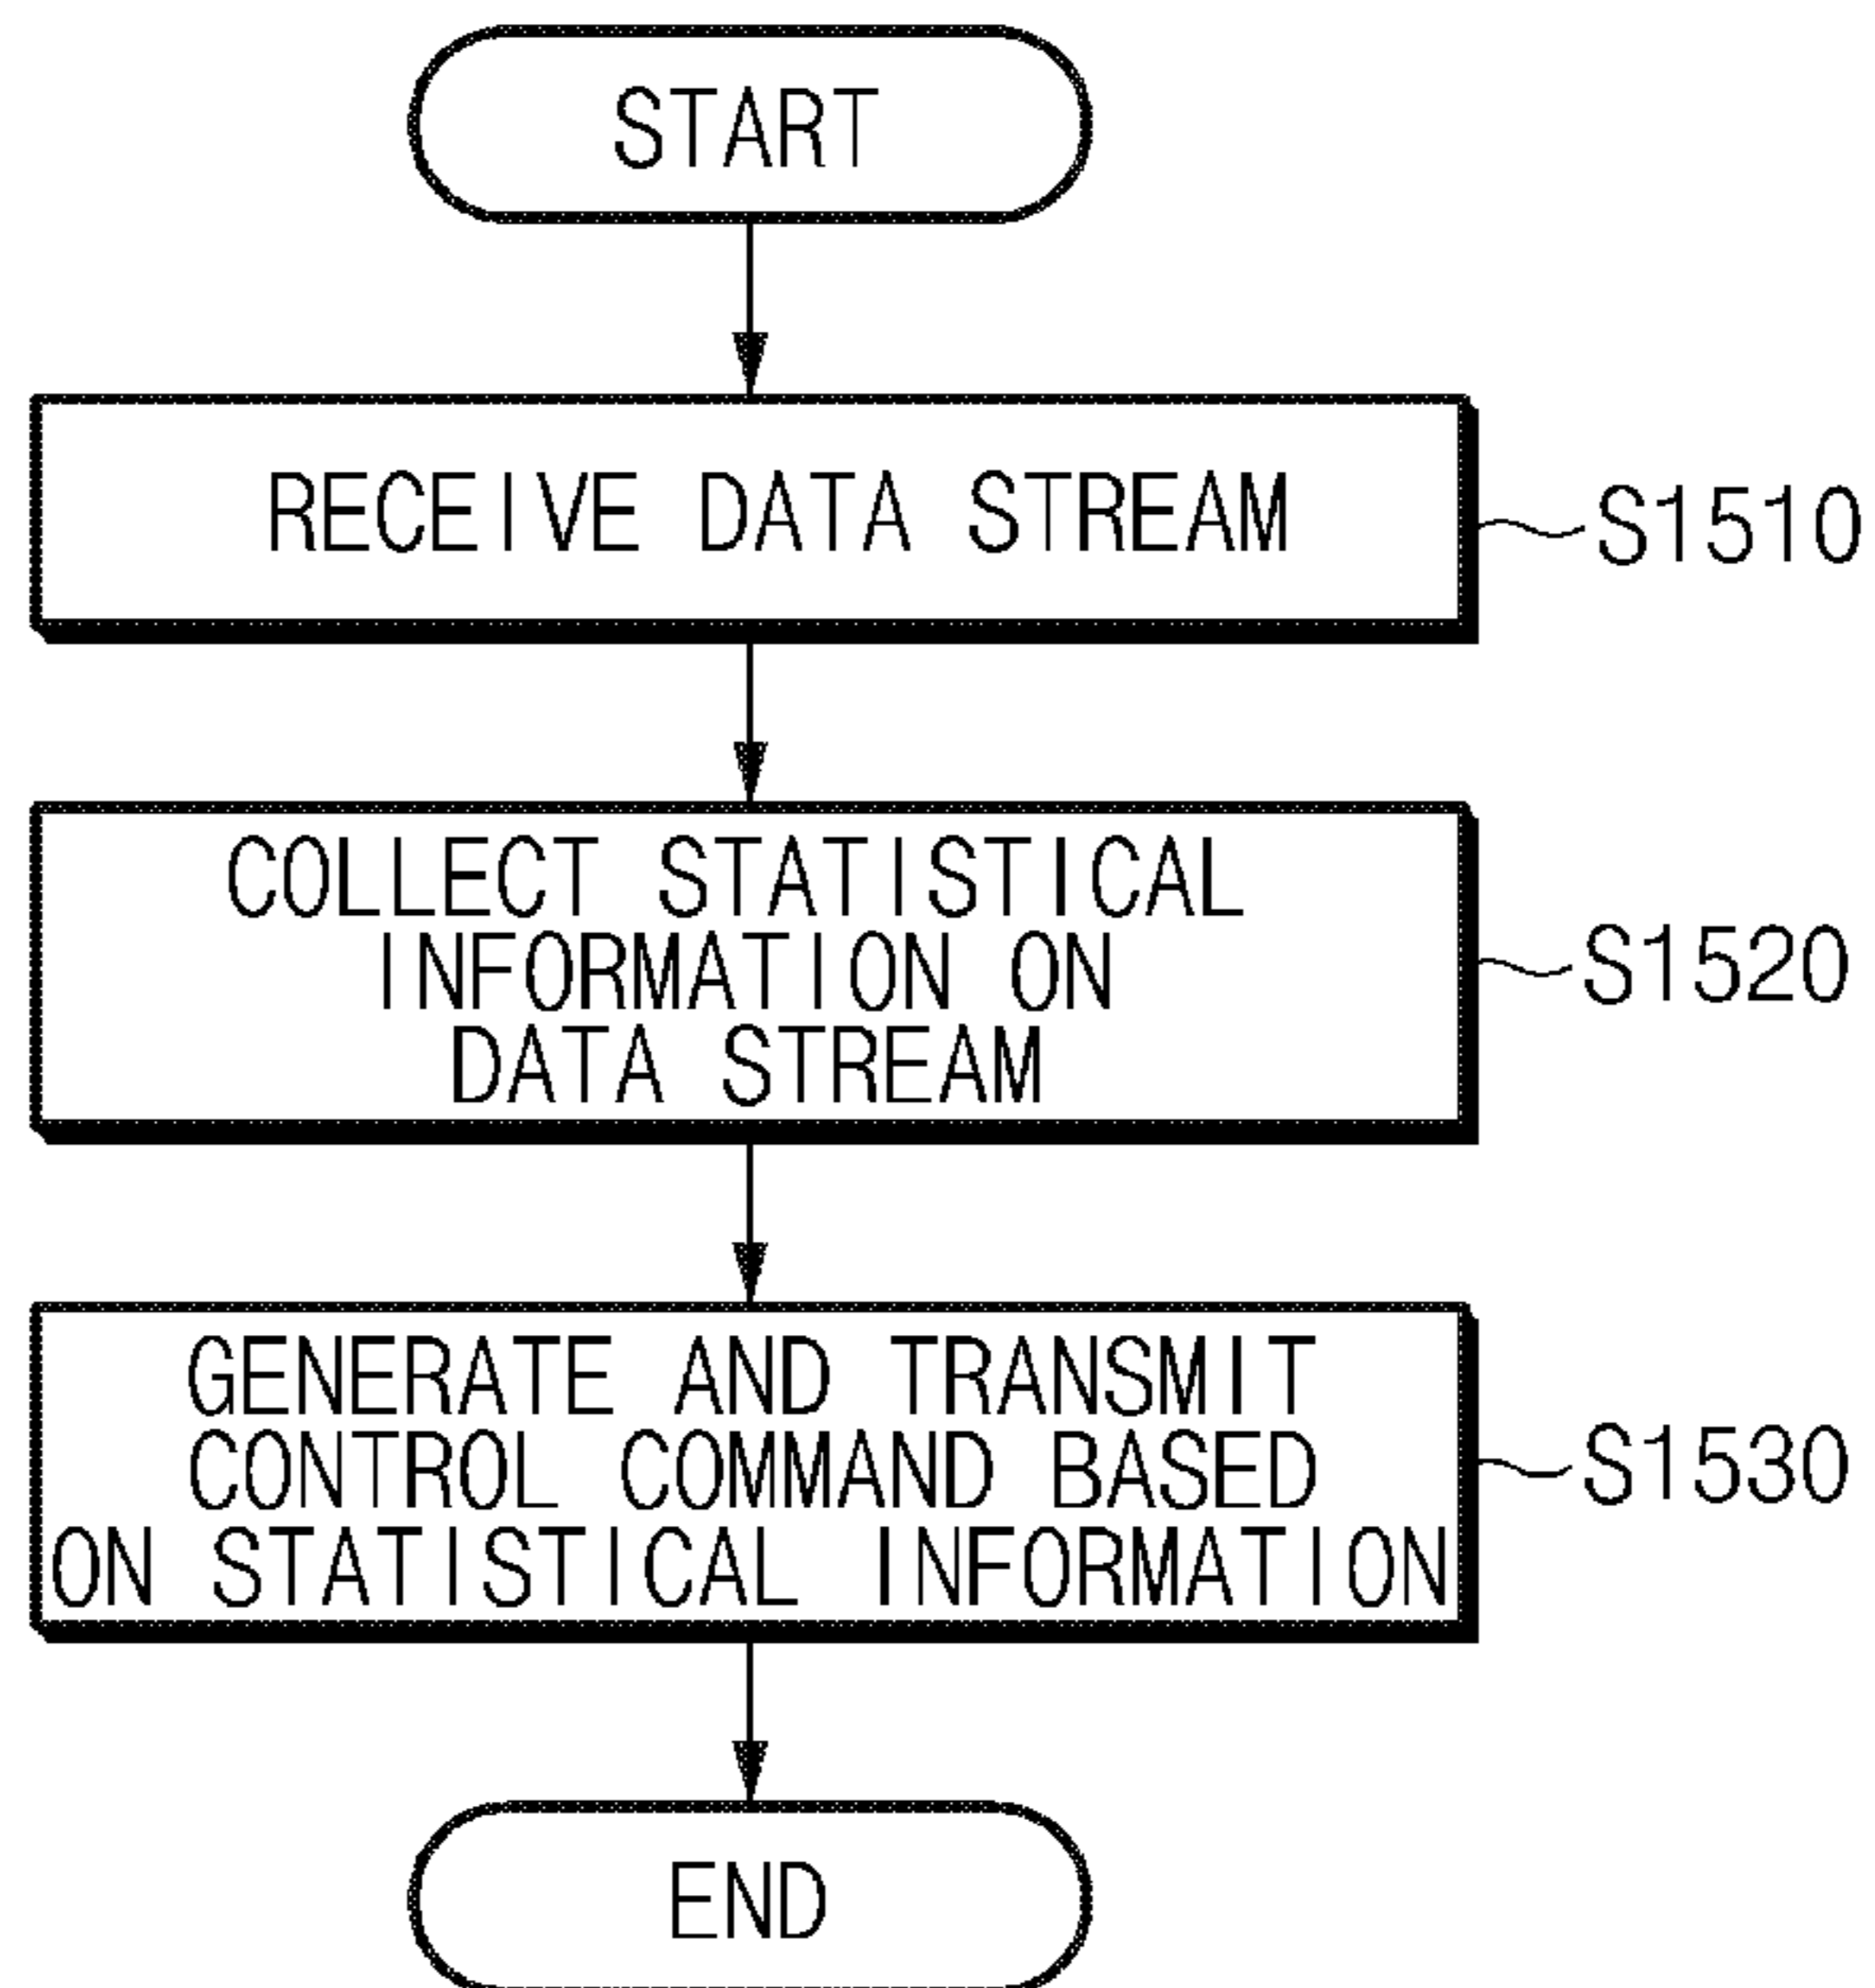 START
RECEIVE DATA STREAM
S1510
COLLECT STATISTICAL
INFORMATION ON
DATA STREAM
S1520
GENERATE AND TRANSMIT
CONTROL COMMAND BASED
ON STATISTICAL INFORMATION
S1530
END